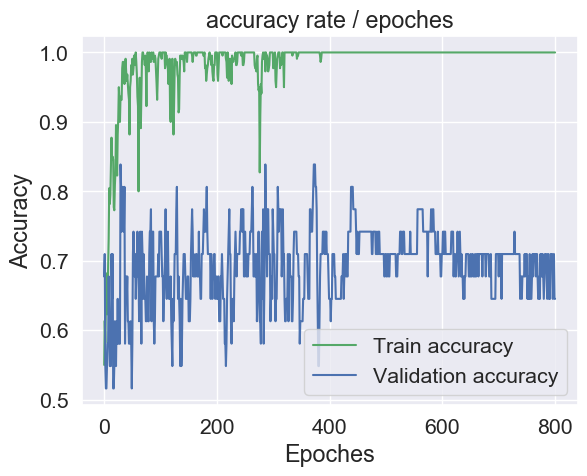 accuracy rate / epoches
1.0
0.9
0.8
0.7
0.6
0.5
Accuracy
Train accuracy
Validation accuracy
0 200 400 600 800
Epoches